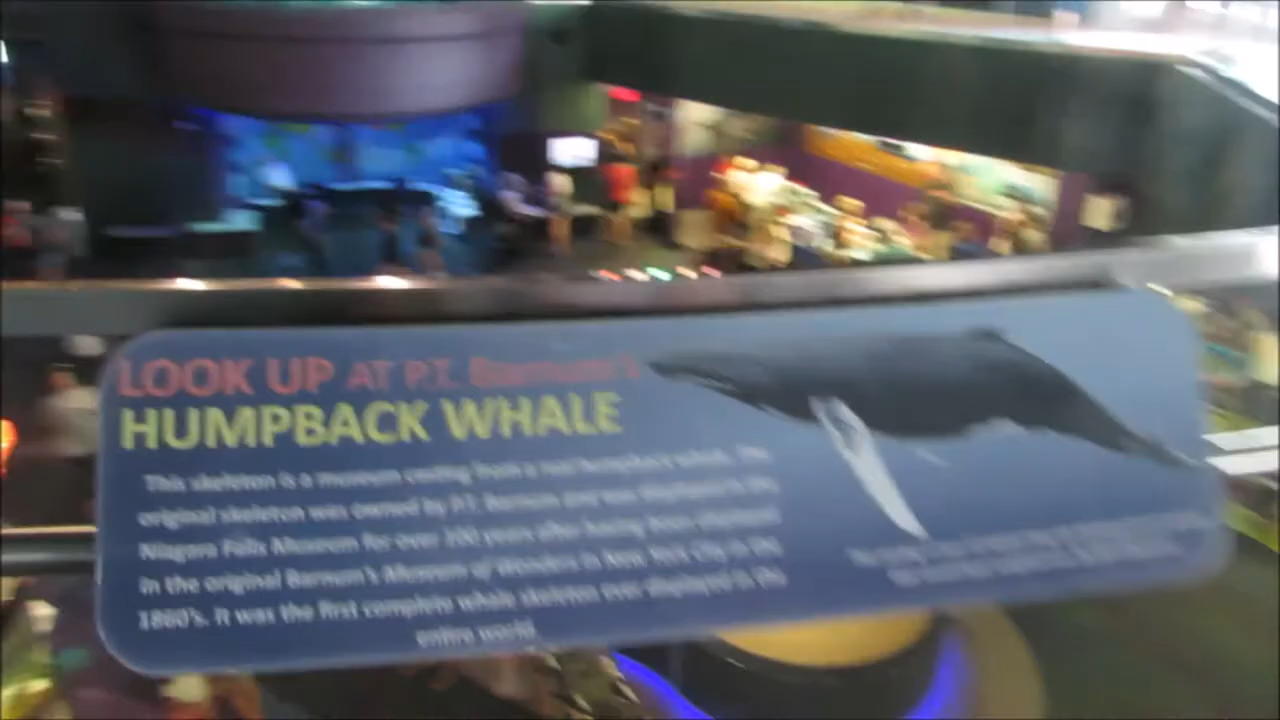 LOOK UP AT P.T. Barnum's
HUMPBACK WHALE
This skeleton is a museum casting from a real humpback whale. The
original skeleton was owned by P.T. Barnum and was displayed in the
Niagara Falls Museum for over 100 years after having been displayed
in the original Barnum's Museum of Wonders in New York City in the
1860's. It was the first complete whale skeleton ever displayed in the
entire world.